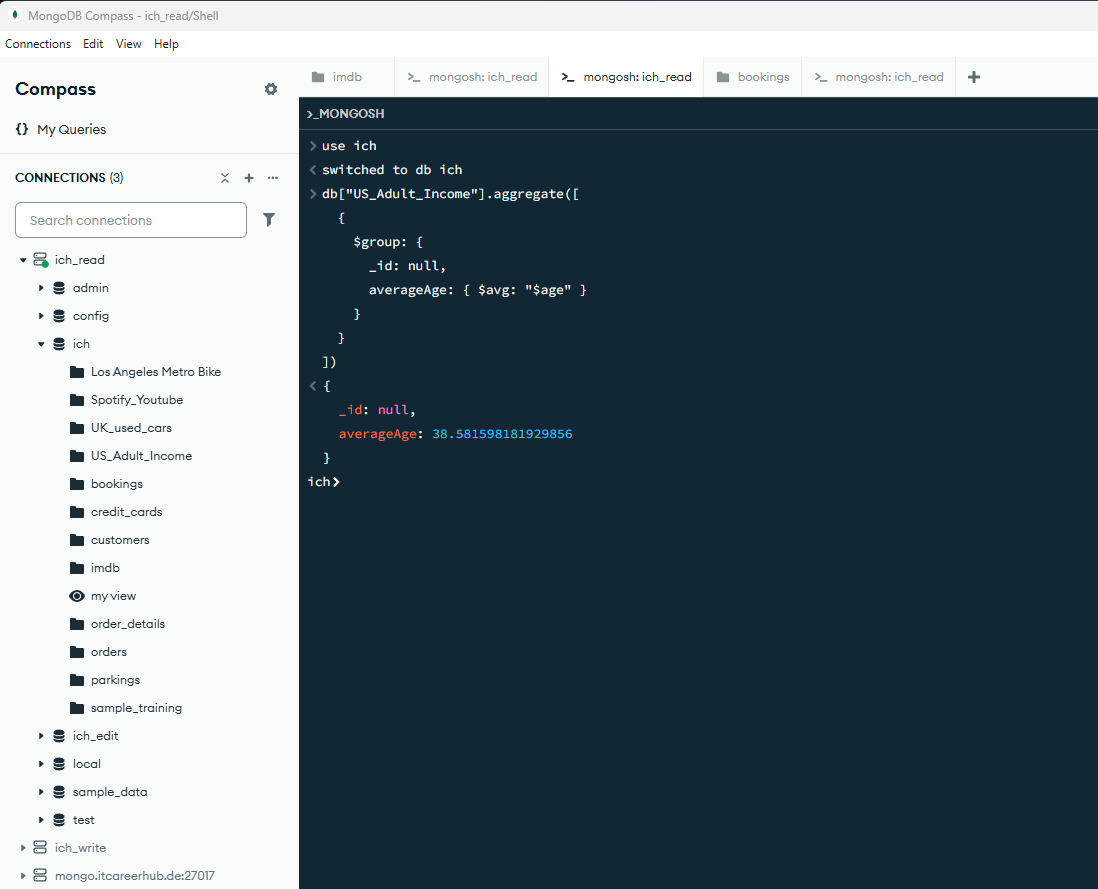 MongoDB Compass - ich_read/Shell
Connections Edit View Help
Compass
{} My Queries
CONNECTIONS (3)
Search connections
ich_read
admin
config
ich
Los Angeles Metro Bike
Spotify_Youtube
UK_used_cars
US_Adult_Income
bookings
credit_cards
customers
imdb
my view
order_details
orders
parkings
sample_training
ich_edit
local
sample_data
test
ich_write
mongo.itcareerhub.de:27017
imdb >_ mongosh: ich_read >_ mongosh: ich_read bookings >_ mongosh: ich_read +
>_MONGOSH
> use ich
< switched to db ich
> db["US_Adult_Income"].aggregate([
{
$group: {
_id: null,
averageAge: { $avg: "$age" }
}
}
])
< {
_id: null,
averageAge: 38.581598181929856
}
ich>